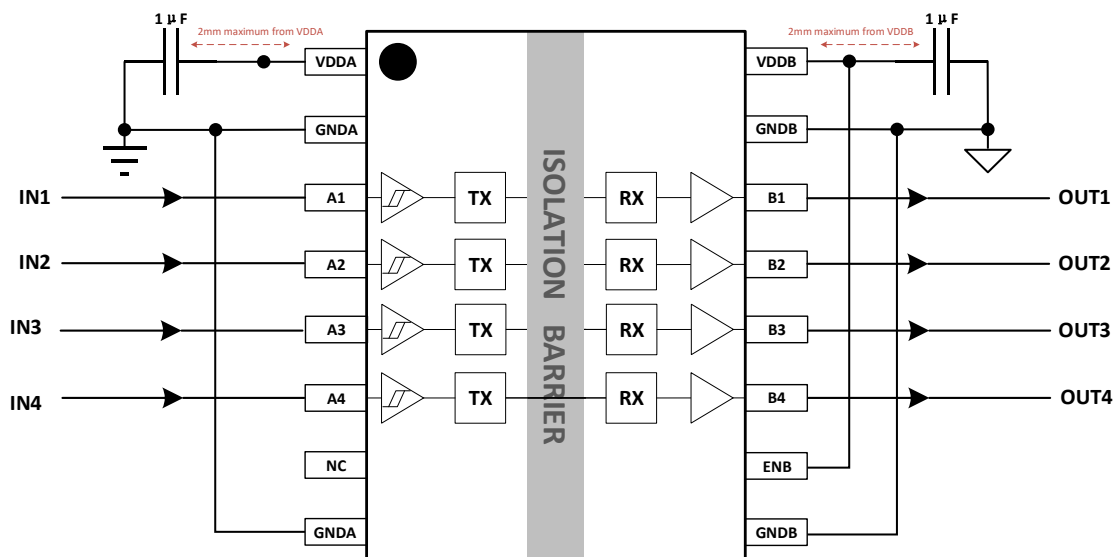 1 μF
1 μF
2mm maximum from VDDA
2mm maximum from VDDB
VDDA
VDDB
GNDA
GNDB
ISOLATION BARRIER
IN1
A1
TX
RX
B1
OUT1
IN2
A2
TX
RX
B2
OUT2
IN3
A3
TX
RX
B3
OUT3
IN4
A4
TX
RX
B4
OUT4
NC
ENB
GNDA
GNDB